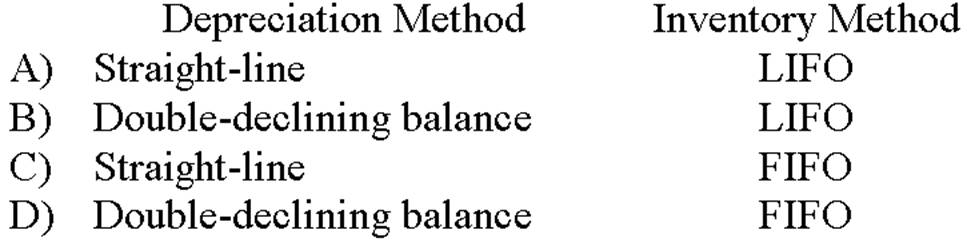 Depreciation Method Inventory Method
A) Straight-line LIFO
B) Double-declining balance LIFO
C) Straight-line FIFO
D) Double-declining balance FIFO